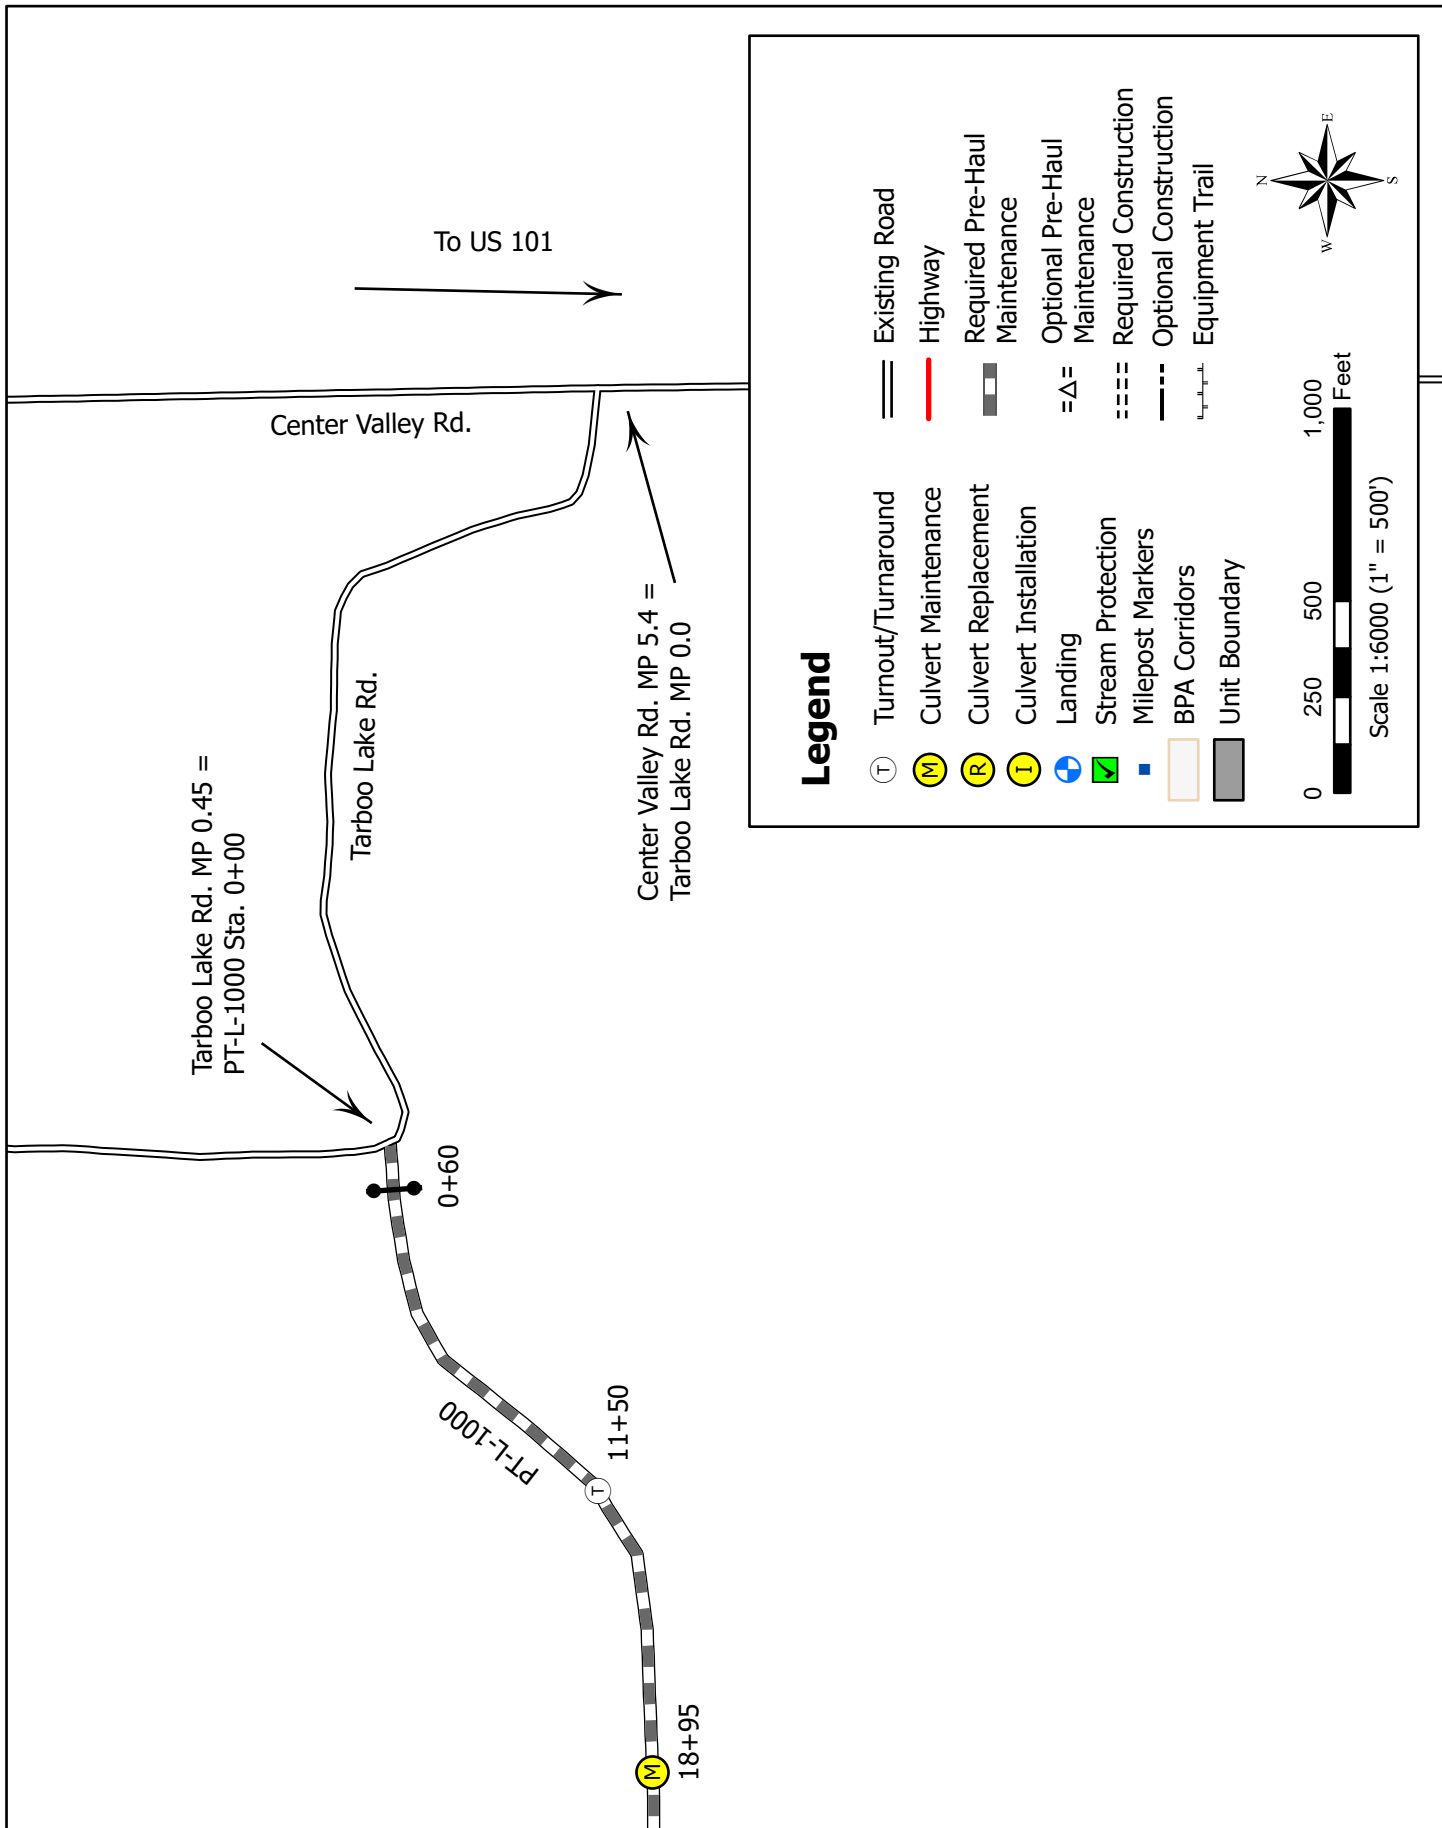 To US 101
Center Valley Rd.
Tarboo Lake Rd. MP 0.45 =
PT-L-1000 Sta. 0+00
Tarboo Lake Rd.
Center Valley Rd. MP 5.4 =
Tarboo Lake Rd. MP 0.0
0+60
PT-L-1000
11+50
T
18+95
M
Legend
T Turnout/Turnaround
M Culvert Maintenance
R Culvert Replacement
I Culvert Installation
Landing
Stream Protection
Milepost Markers
BPA Corridors
Unit Boundary
Existing Road
Highway
Required Pre-Haul
Maintenance
=Δ= Optional Pre-Haul
Maintenance
Required Construction
Optional Construction
Equipment Trail
N
E
S
W
0 250 500 1,000
Feet
Scale 1:6000 (1" = 500')